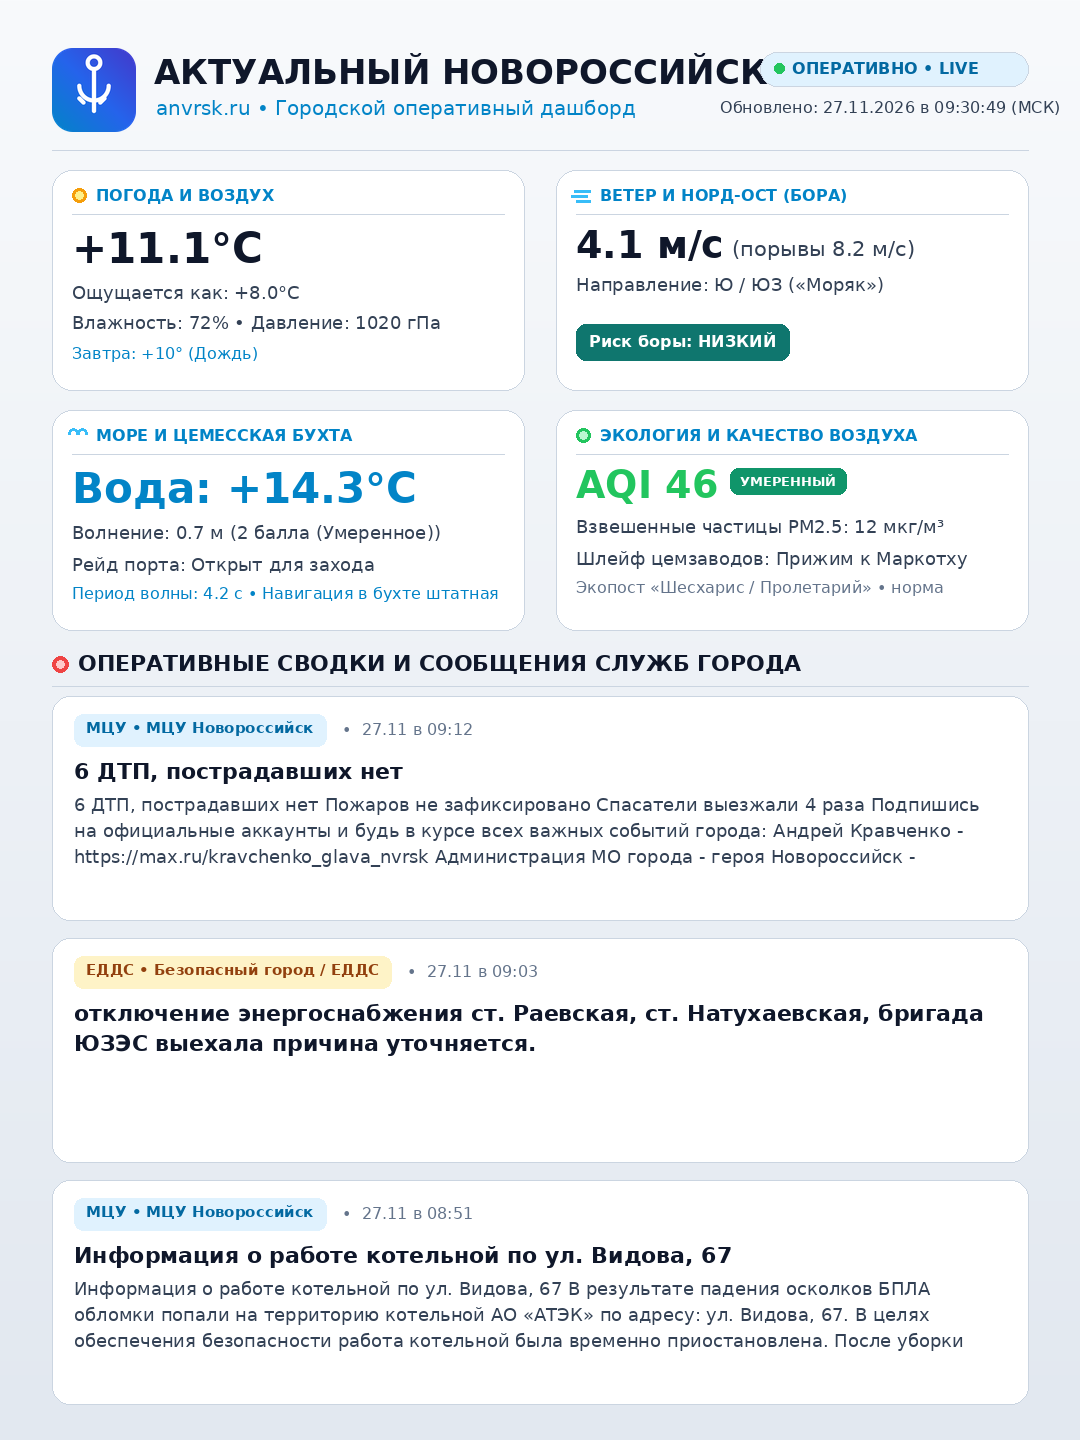 АКТУАЛЬНЫЙ НОВОРОССИЙСК
ОПЕРАТИВНО • LIVE
anvrsk.ru • Городской оперативный дашборд
Обновлено: 27.11.2026 в 09:30:49 (МСК)
ПОГОДА И ВОЗДУХ
+11.1°C
Ощущается как: +8.0°C
Влажность: 72% • Давление: 1020 гПа
Завтра: +10° (Дождь)
ВЕТЕР И НОРД-ОСТ (БОРА)
4.1 м/с (порывы 8.2 м/с)
Направление: Ю / ЮЗ («Моряк»)
Риск боры: НИЗКИЙ
МОРЕ И ЦЕМЕССКАЯ БУХТА
Вода: +14.3°C
Волнение: 0.7 м (2 балла (Умеренное))
Рейд порта: Открыт для захода
Период волны: 4.2 с • Навигация в бухте штатная
ЭКОЛОГИЯ И КАЧЕСТВО ВОЗДУХА
AQI 46 УМЕРЕННЫЙ
Взвешенные частицы PM2.5: 12 мкг/м³
Шлейф цемзаводов: Прижим к Маркотху
Экопост «Шесхарис / Пролетарий» • норма
ОПЕРАТИВНЫЕ СВОДКИ И СООБЩЕНИЯ СЛУЖБ ГОРОДА
МЦУ • МЦУ Новороссийск • 27.11 в 09:12
6 ДТП, пострадавших нет
6 ДТП, пострадавших нет Пожаров не зафиксировано Спасатели выезжали 4 раза Подпишись
на официальные аккаунты и будь в курсе всех важных событий города: Андрей Кравченко -
https://max.ru/kravchenko_glava_nvrsk Администрация МО города - героя Новороссийск -
ЕДДС • Безопасный город / ЕДДС • 27.11 в 09:03
отключение энергоснабжения ст. Раевская, ст. Натухаевская, бригада
ЮЗЭС выехала причина уточняется.
МЦУ • МЦУ Новороссийск • 27.11 в 08:51
Информация о работе котельной по ул. Видова, 67
Информация о работе котельной по ул. Видова, 67 В результате падения осколков БПЛА
обломки попали на территорию котельной АО «АТЭК» по адресу: ул. Видова, 67. В целях
обеспечения безопасности работа котельной была временно приостановлена. После уборки